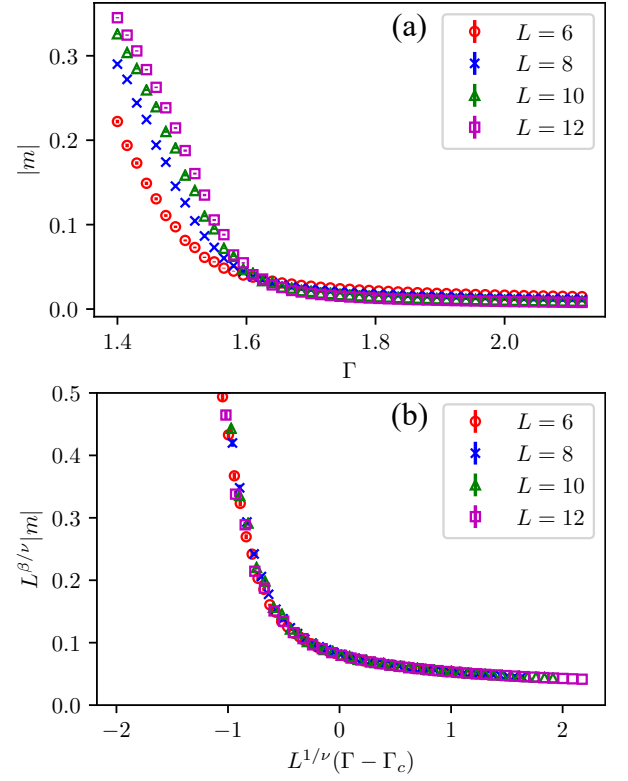 (a)
L = 6
L = 8
L = 10
L = 12
|m|
0.3
0.2
0.1
0.0
1.4 1.6 1.8 2.0
Γ
(b)
L = 6
L = 8
L = 10
L = 12
L^{β/ν}|m|
0.5
0.4
0.3
0.2
0.1
0.0
−2 −1 0 1 2
L^{1/ν}(Γ − Γ_c)